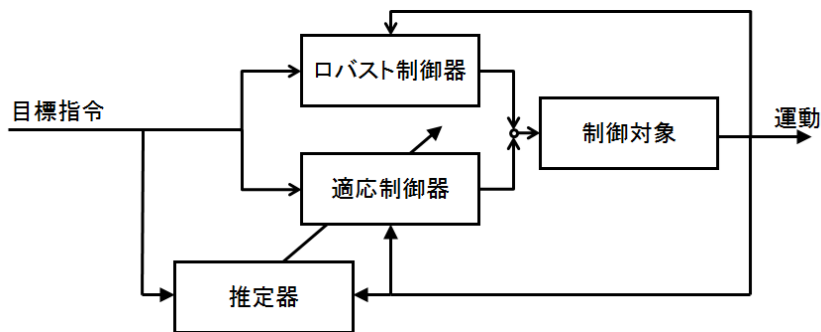 ロバスト制御器
目標指令
制御対象
運動
適応制御器
推定器